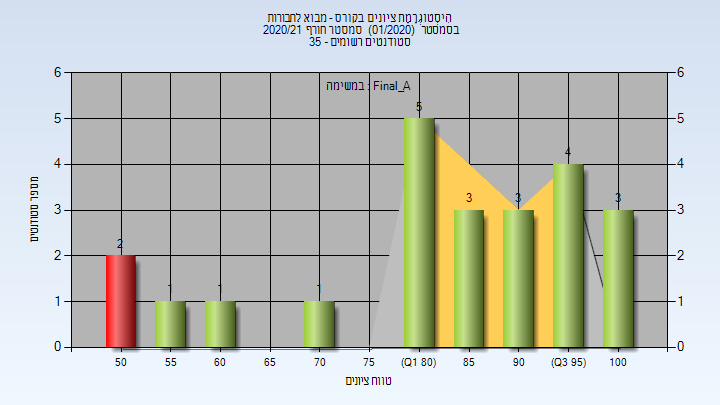 היסטוגרמת ציונים בקורס - מבוא לחבורות
בסמסטר (01/2020) סמסטר חורף 2020/21
סטודנטים רשומים - 35
במשימה : Final_A
6 6
5 5
4 4
3 3
2 2
1 1
0 0
2 1 1 1 5 3 3 4 3
מספר סטודנטים
50 55 60 65 70 75 (Q1 80) 85 90 (Q3 95) 100
טווח ציונים